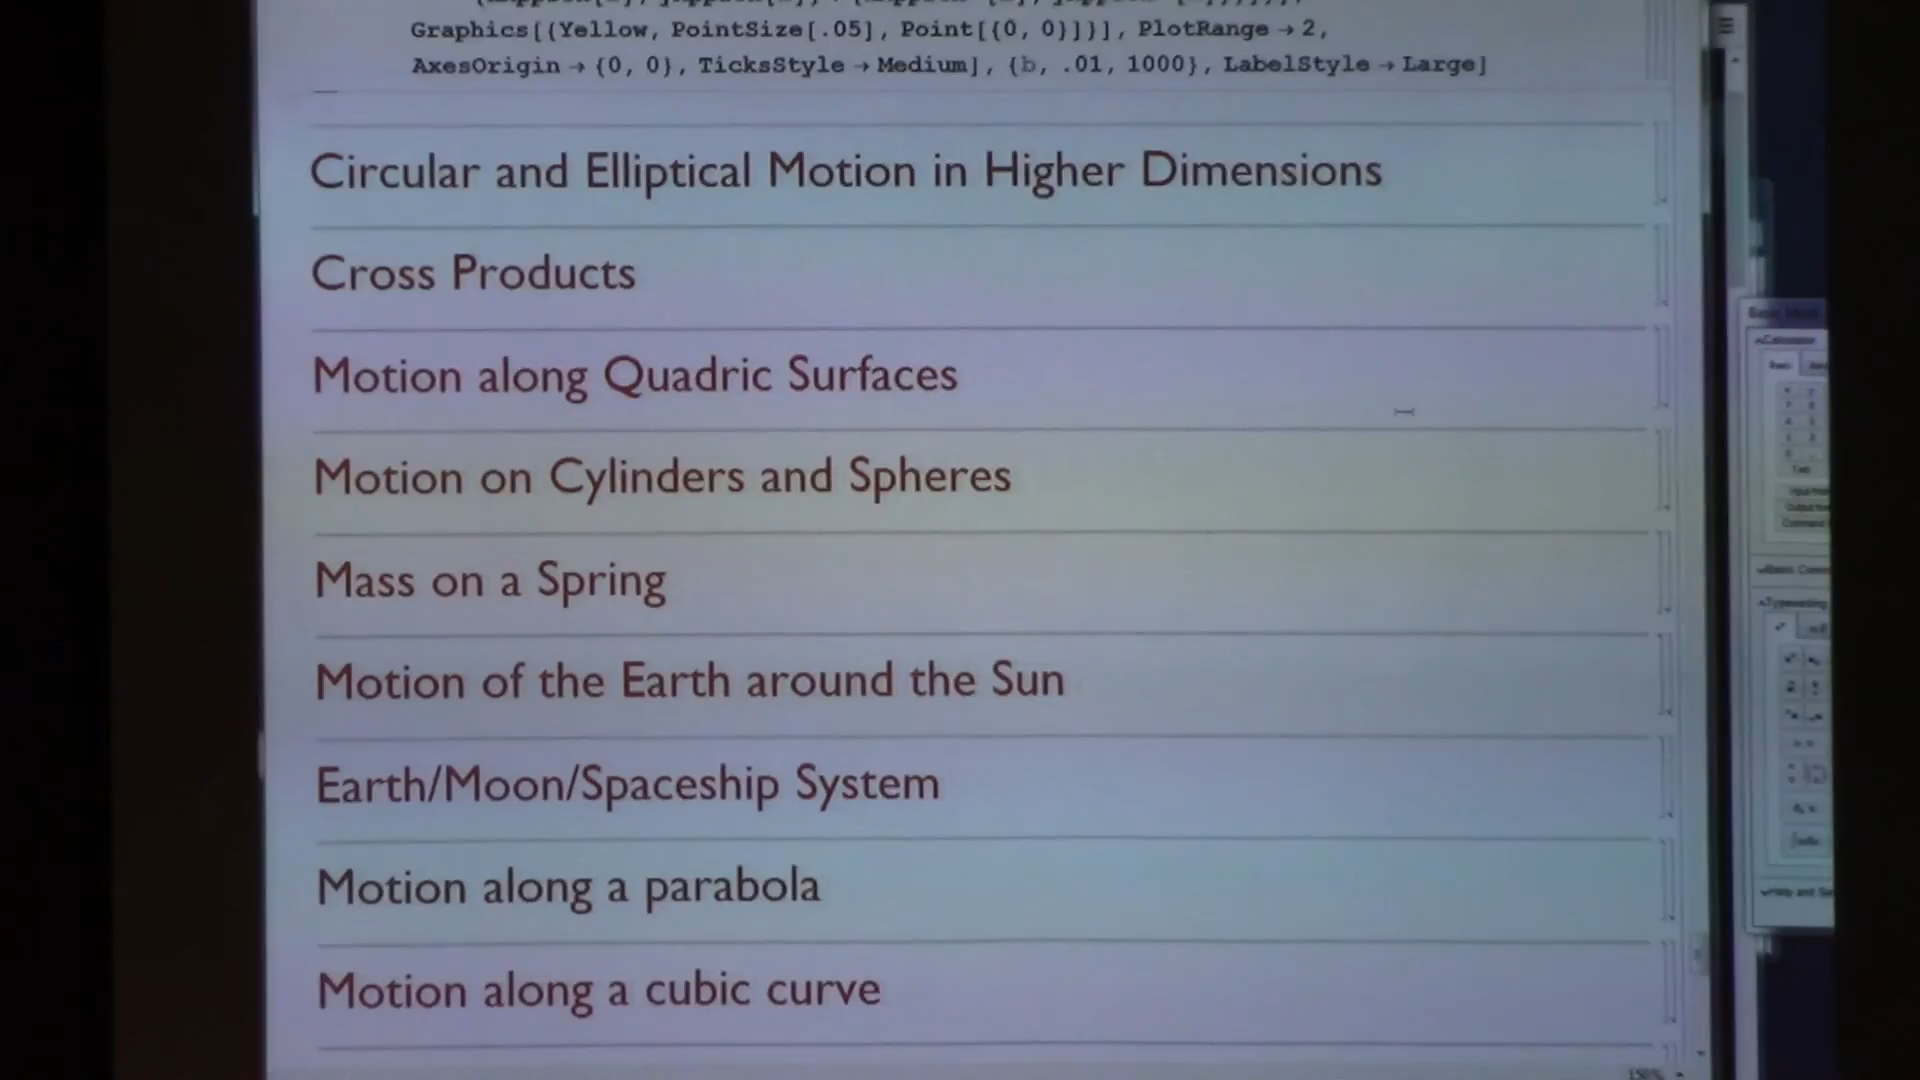 Graphics[{Yellow, PointSize[.05], Point[{0, 0}]}], PlotRange → 2,
AxesOrigin → {0, 0}, TicksStyle → Medium], {b, .01, 1000}, LabelStyle → Large]
Circular and Elliptical Motion in Higher Dimensions
Cross Products
Motion along Quadric Surfaces
Motion on Cylinders and Spheres
Mass on a Spring
Motion of the Earth around the Sun
Earth/Moon/Spaceship System
Motion along a parabola
Motion along a cubic curve
150%
Calculator
Typesetting